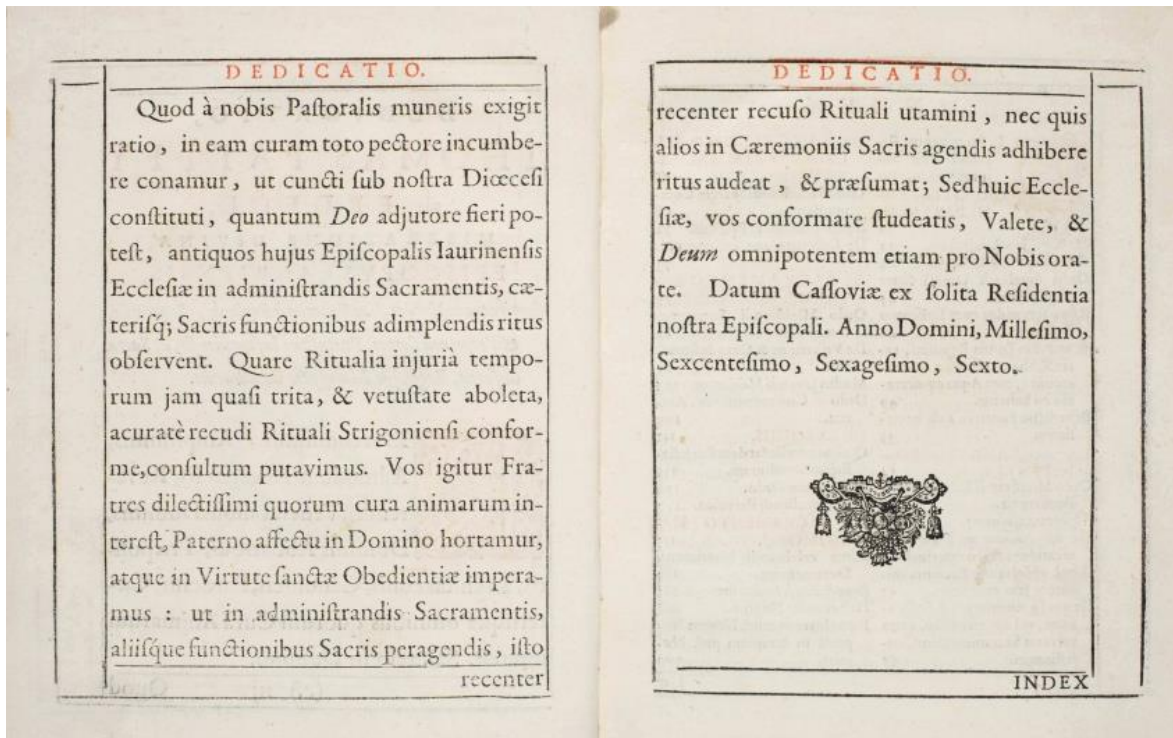 DEDICATIO.
Quod à nobis Paſtoralis muneris exigit
ratio, in eam curam toto pectore incumbe-
re conamur, ut cuncti ſub noſtra Diœceſi
conſtituti, quantum Deo adjutore fieri po-
teſt, antiquos hujus Epiſcopalis Iaurinenſis
Eccleſiæ in adminiſtrandis Sacramentis, cæ-
teriſq́; Sacris functionibus adimplendis ritus
obſervent. Quare Ritualia injurià tempo-
rum jam quaſi trita, & vetuſtate aboleta,
acuratè recudi Rituali Strigonienſi confor-
me, conſultum putavimus. Vos igitur Fra-
tres dilectiſſimi quorum cura animarum in-
tereſt, Paterno affectu in Domino hortamur,
atque in Virtute ſanctæ Obedientiæ impera-
mus : ut in adminiſtrandis Sacramentis,
aliiſque functionibus Sacris peragendis, iſto
recenter
DEDICATIO.
recenter recuſo Rituali utamini, nec quis
alios in Cæremoniis Sacris agendis adhibere
ritus audeat, & præſumat; Sed huic Eccle-
ſiæ, vos conformare ſtudeatis, Valete, &
Deum omnipotentem etiam pro Nobis ora-
te. Datum Caſſoviæ ex ſolita Reſidentia
noſtra Epiſcopali. Anno Domini, Milleſimo,
Sexcenteſimo, Sexageſimo, Sexto.
INDEX